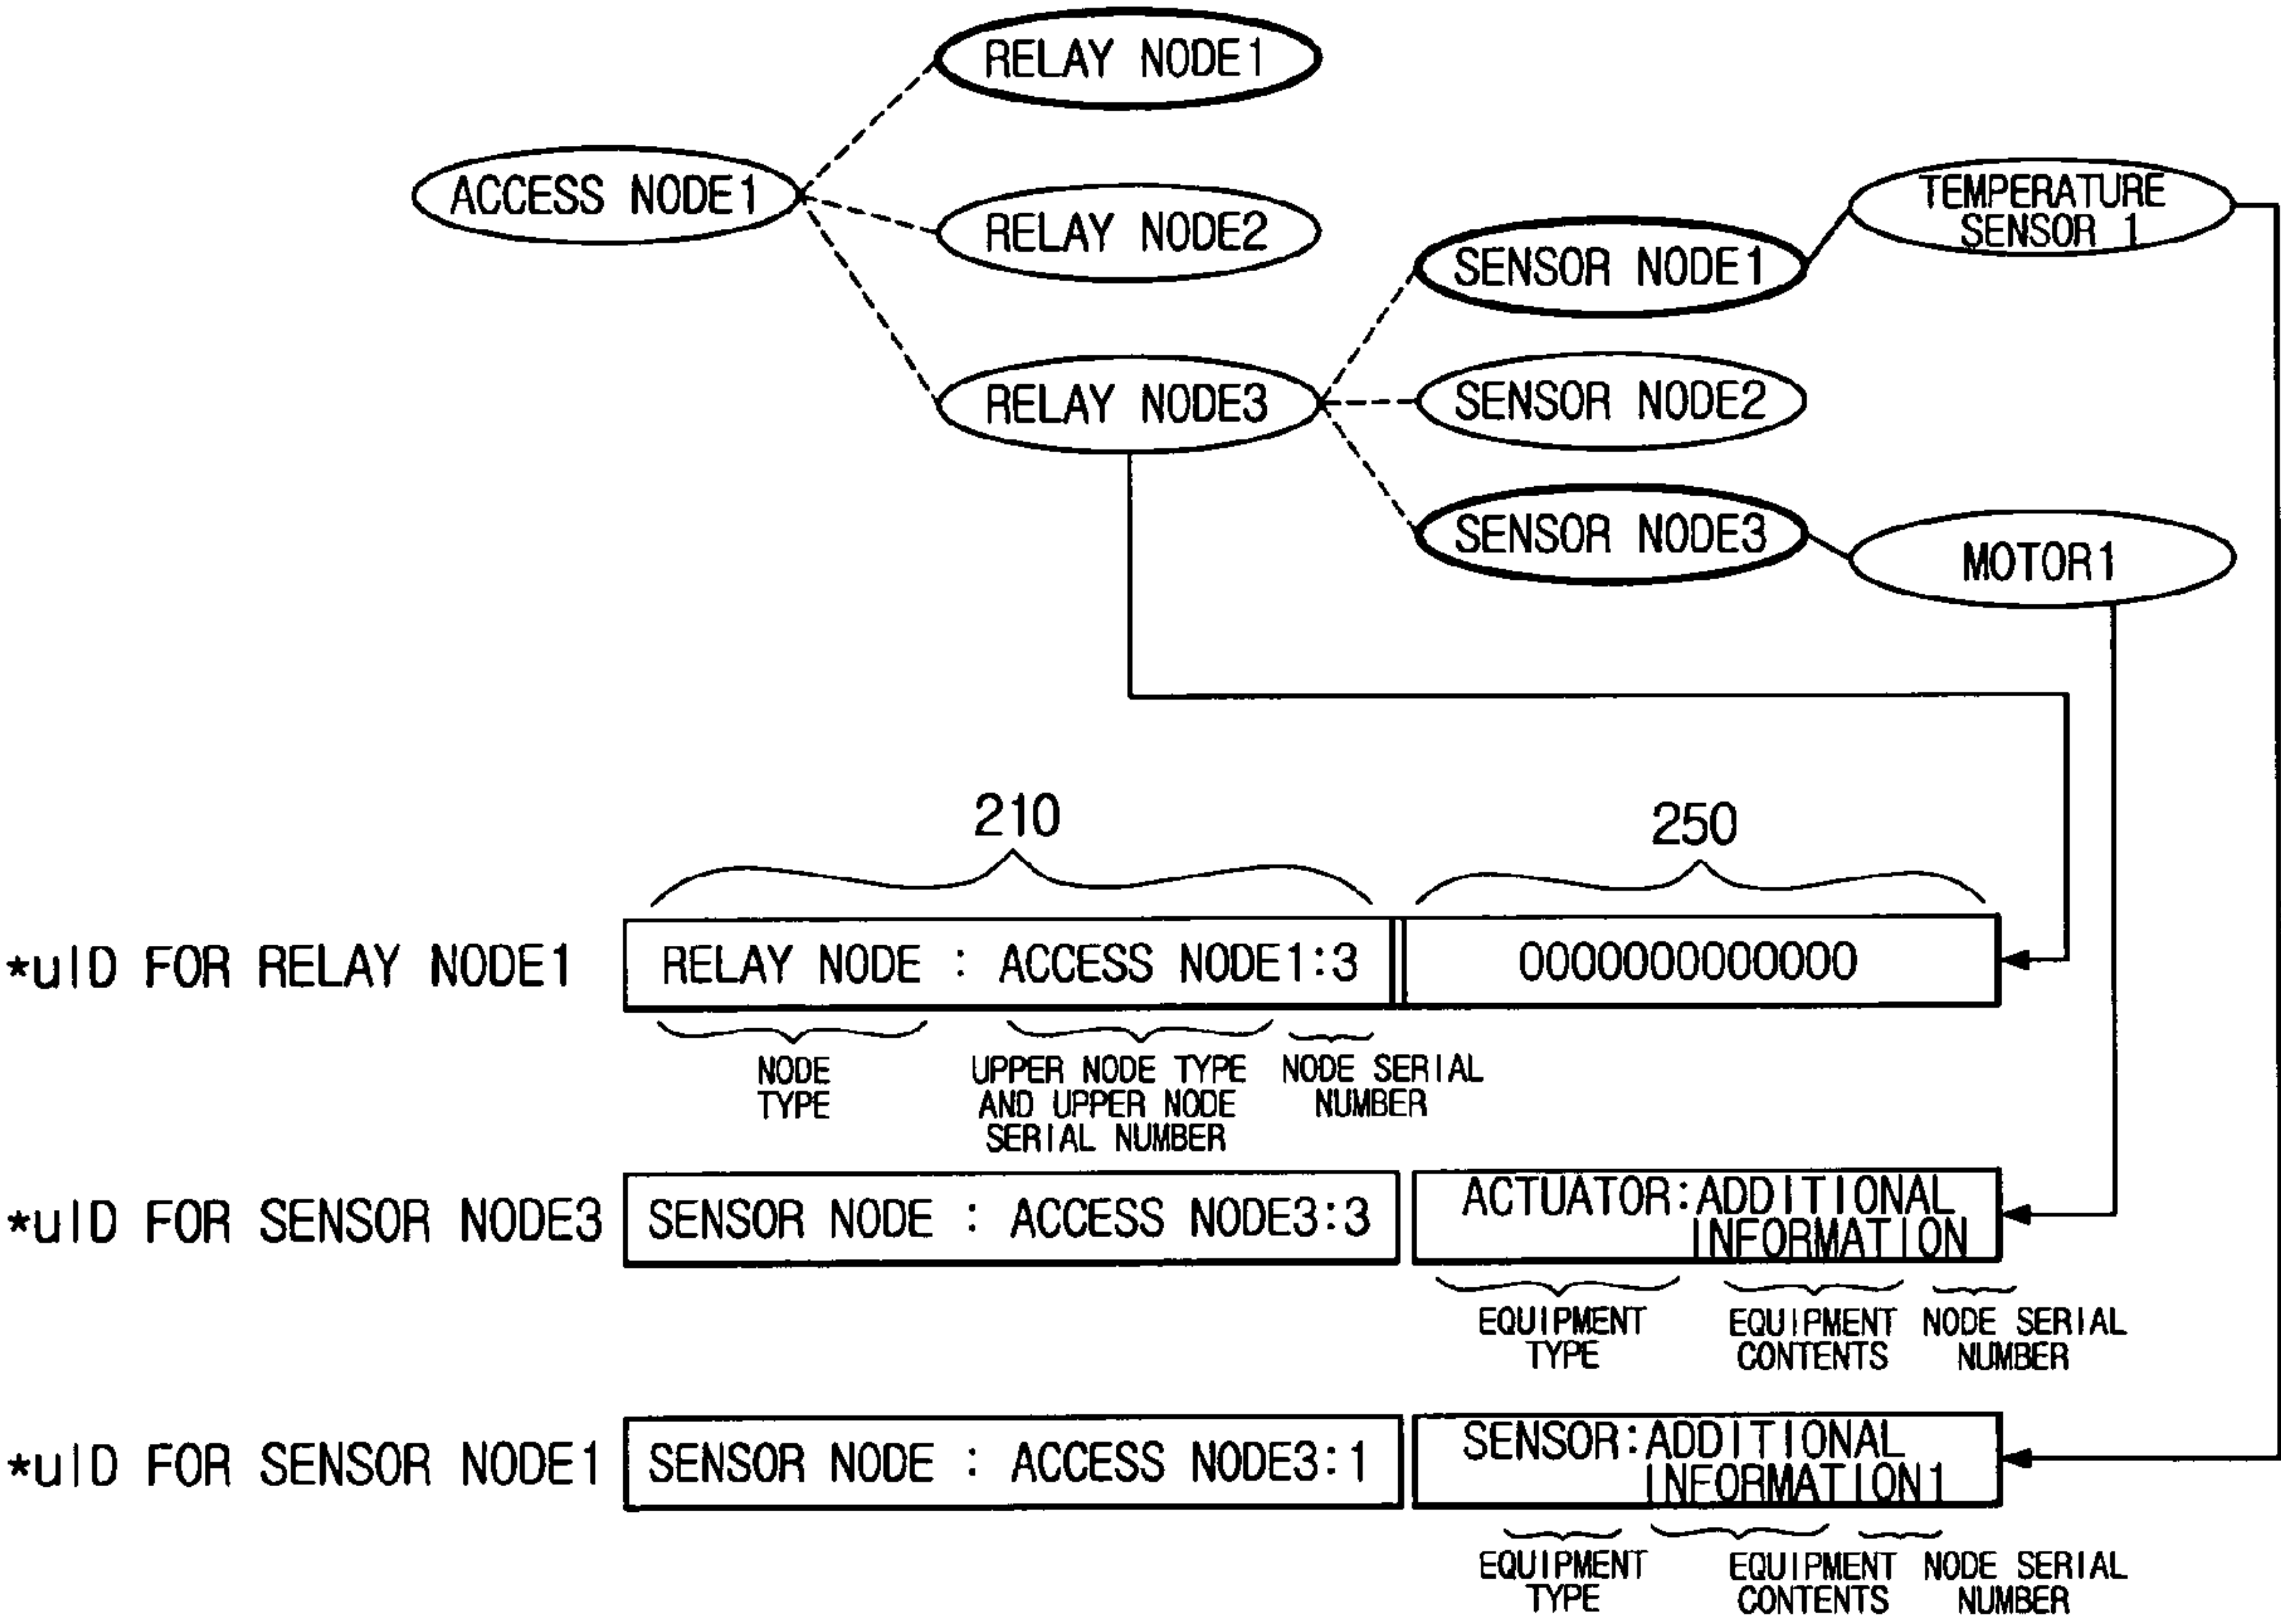 RELAY NODE1
ACCESS NODE1
RELAY NODE2
TEMPERATURE
SENSOR 1
SENSOR NODE1
RELAY NODE3
SENSOR NODE2
SENSOR NODE3
MOTOR1
210
250
*uID FOR RELAY NODE1
RELAY NODE : ACCESS NODE1:3
0000000000000
NODE
TYPE
UPPER NODE TYPE
AND UPPER NODE
SERIAL NUMBER
NODE SERIAL
NUMBER
*uID FOR SENSOR NODE3
SENSOR NODE : ACCESS NODE3:3
ACTUATOR:ADDITIONAL
INFORMATION
EQUIPMENT
TYPE
EQUIPMENT
CONTENTS
NODE SERIAL
NUMBER
*uID FOR SENSOR NODE1
SENSOR NODE : ACCESS NODE3:1
SENSOR:ADDITIONAL
INFORMATION1
EQUIPMENT
TYPE
EQUIPMENT
CONTENTS
NODE SERIAL
NUMBER